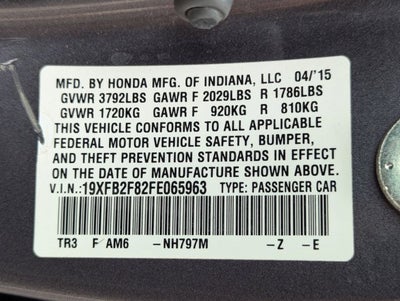 MFD. BY HONDA MFG. OF INDIANA, LLC 04/'15
GVWR 3792LBS GAWR F 2029LBS R 1786LBS
GVWR 1720KG GAWR F 920KG R 810KG
THIS VEHICLE CONFORMS TO ALL APPLICABLE
FEDERAL MOTOR VEHICLE SAFETY, BUMPER,
AND THEFT PREVENTION STANDARDS IN EFFECT
ON THE DATE OF MANUFACTURE SHOWN ABOVE.
V.I.N.:19XFB2F82FE065963 TYPE: PASSENGER CAR
TR3 F AM6 -NH797M -Z -E